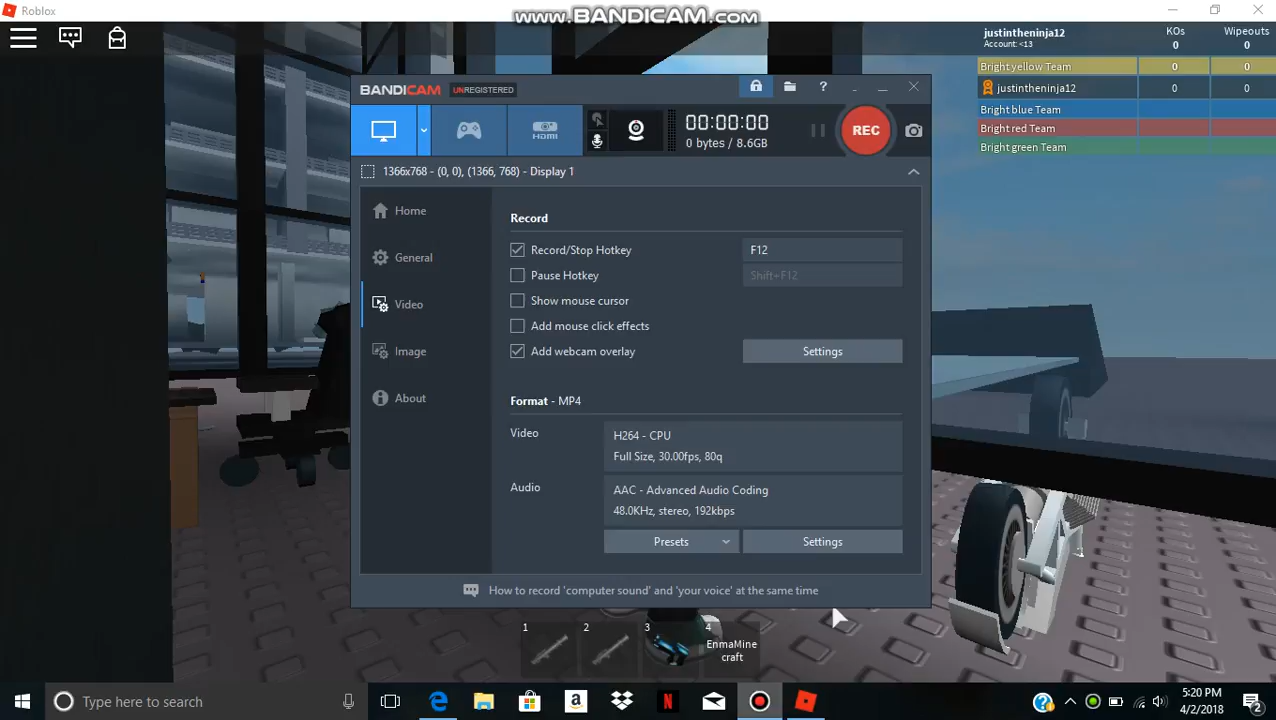 Roblox
www.BANDICAM.com
justintheninja12
Account: <13
KOs
0
Wipeouts
0
Bright yellow Team 0 0
justintheninja12 0 0
Bright blue Team
Bright red Team
Bright green Team
BANDICAM UNREGISTERED
?
HDMI
00:00:00
0 bytes / 8.6GB
REC
1366x768 - (0, 0), (1366, 768) - Display 1
Home
General
Video
Image
About
Record
Record/Stop Hotkey F12
Pause Hotkey Shift+F12
Show mouse cursor
Add mouse click effects
Add webcam overlay Settings
Format - MP4
Video
H264 - CPU
Full Size, 30.00fps, 80q
Audio
AAC - Advanced Audio Coding
48.0KHz, stereo, 192kbps
Presets Settings
How to record 'computer sound' and 'your voice' at the same time
1 2 3 4
EnmaMine
craft
Type here to search
a
N
?
5:20 PM
4/2/2018
2